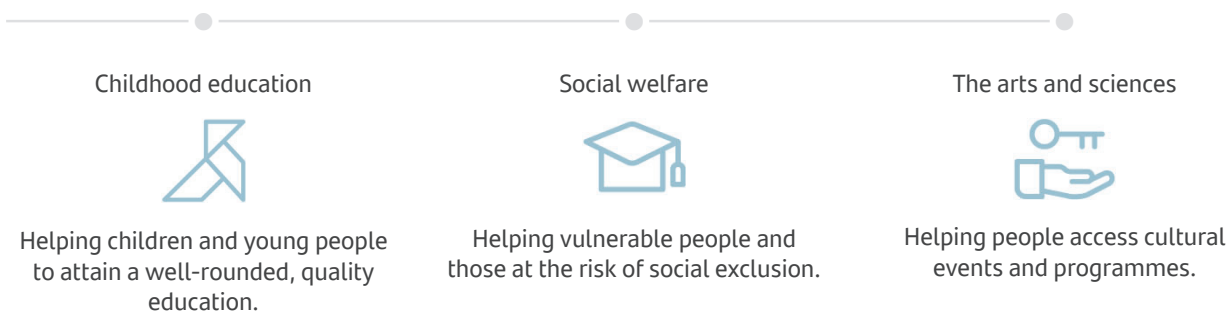 Childhood education
Helping children and young people
to attain a well-rounded, quality
education.
Social welfare
Helping vulnerable people and
those at the risk of social exclusion.
The arts and sciences
Helping people access cultural
events and programmes.